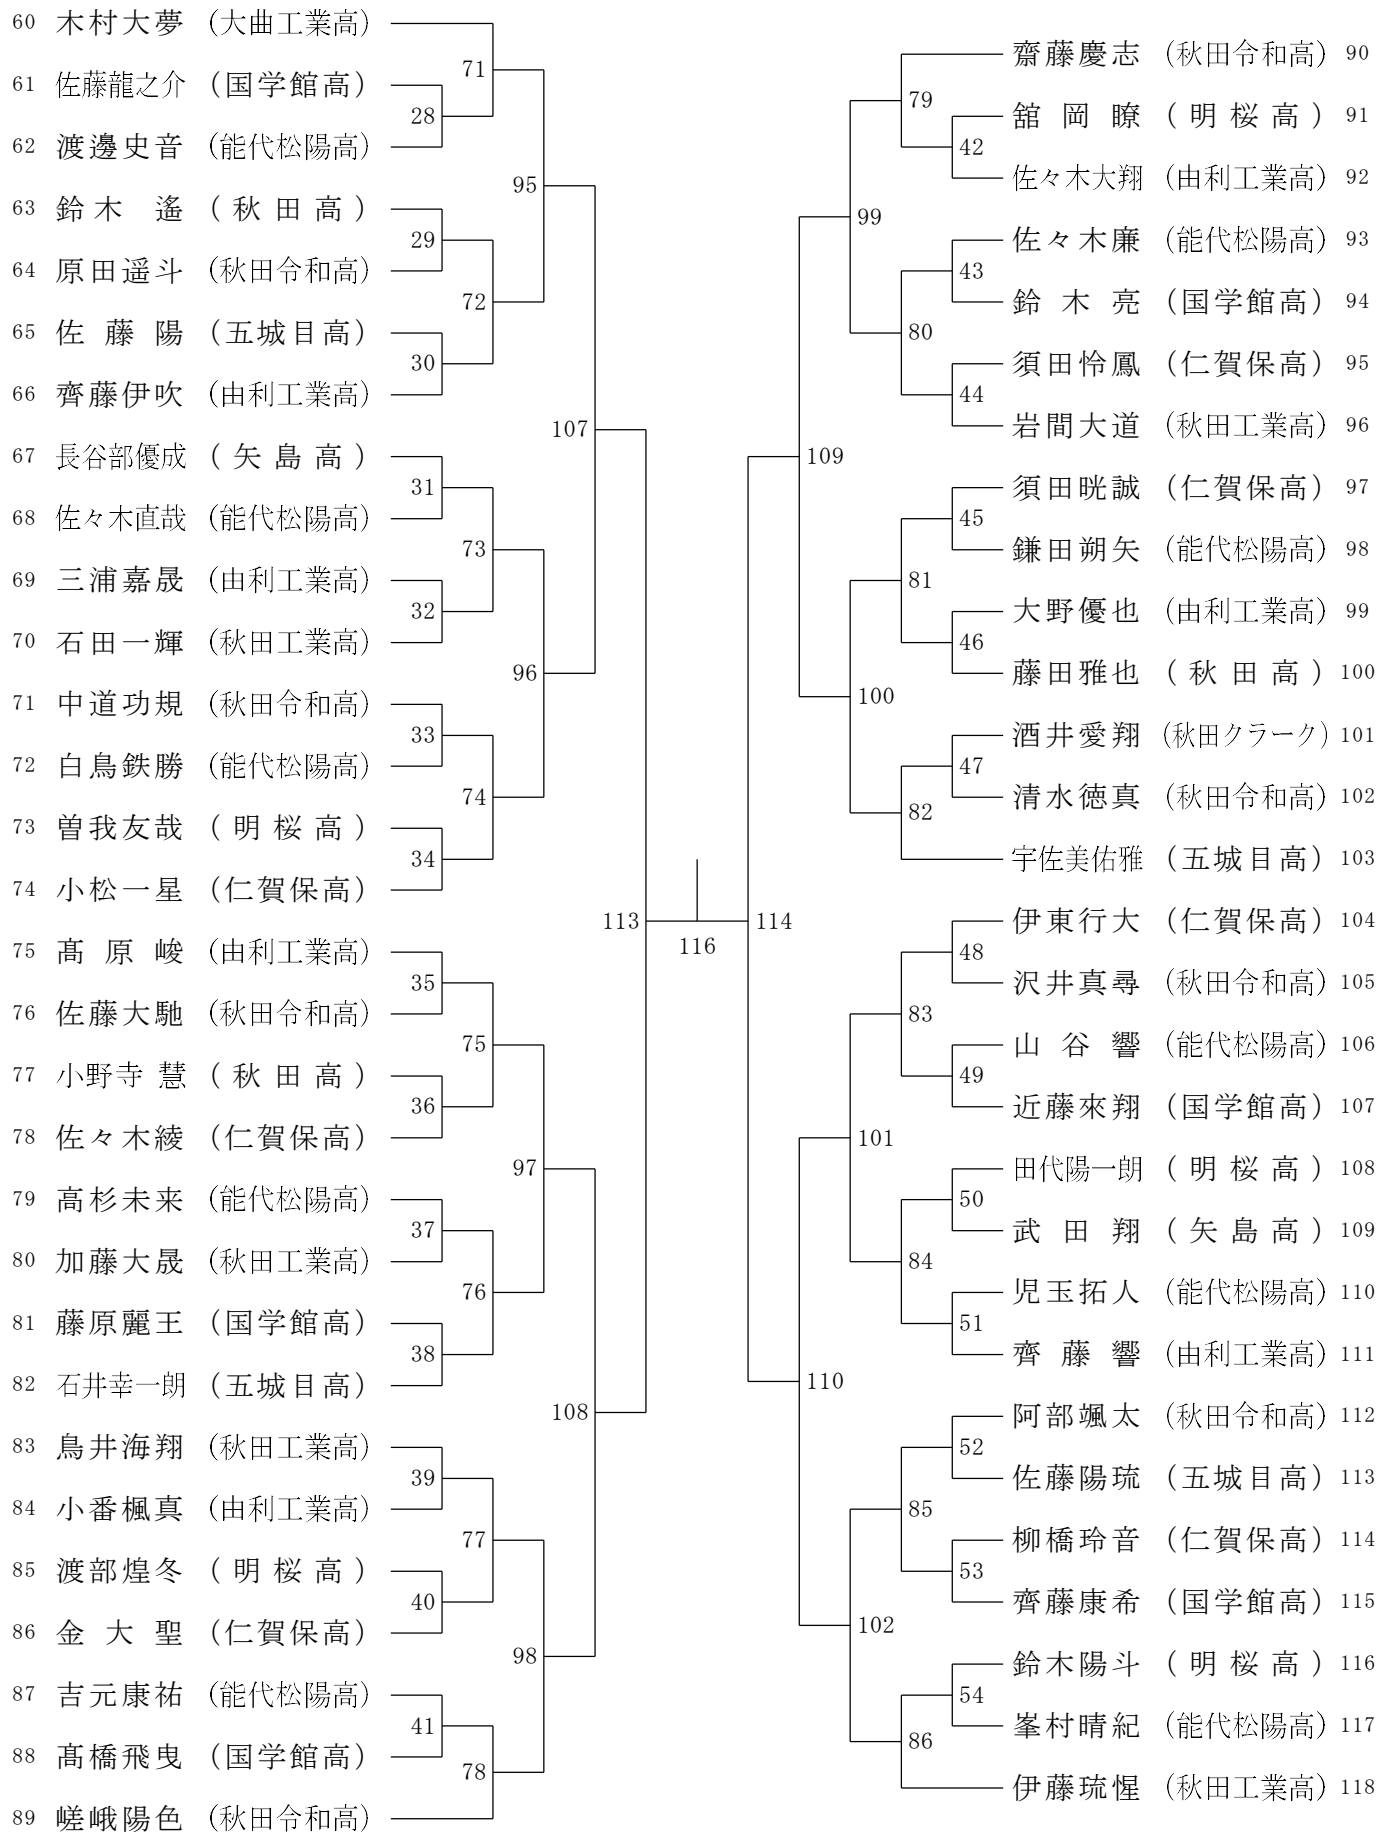 60 木村大夢 (大曲工業高)
61 佐藤龍之介 (国学館高)
62 渡邊史音 (能代松陽高)
63 鈴木 遙 (秋田高)
64 原田遥斗 (秋田令和高)
65 佐藤陽 (五城目高)
66 齊藤伊吹 (由利工業高)
67 長谷部優成 (矢島高)
68 佐々木直哉 (能代松陽高)
69 三浦嘉晟 (由利工業高)
70 石田一輝 (秋田工業高)
71 中道功規 (秋田令和高)
72 白鳥鉄勝 (能代松陽高)
73 曽我友哉 (明桜高)
74 小松一星 (仁賀保高)
75 髙原峻 (由利工業高)
76 佐藤大馳 (秋田令和高)
77 小野寺 慧 (秋田高)
78 佐々木綾 (仁賀保高)
79 高杉未来 (能代松陽高)
80 加藤大晟 (秋田工業高)
81 藤原麗王 (国学館高)
82 石井幸一朗 (五城目高)
83 鳥井海翔 (秋田工業高)
84 小番楓真 (由利工業高)
85 渡部煌冬 (明桜高)
86 金大聖 (仁賀保高)
87 吉元康祐 (能代松陽高)
88 髙橋飛曳 (国学館高)
89 嵯峨陽色 (秋田令和高)
28
29
30
31
32
33
34
35
36
37
38
39
40
41
71
72
73
74
75
76
77
78
95
96
97
98
107
108
113
116
114
109
110
99
100
101
102
79
80
81
82
83
84
85
86
42
43
44
45
46
47
48
49
50
51
52
53
54
齋藤慶志 (秋田令和高) 90
舘岡瞭 (明桜高) 91
佐々木大翔 (由利工業高) 92
佐々木廉 (能代松陽高) 93
鈴木亮 (国学館高) 94
須田怜鳳 (仁賀保高) 95
岩間大道 (秋田工業高) 96
須田晄誠 (仁賀保高) 97
鎌田朔矢 (能代松陽高) 98
大野優也 (由利工業高) 99
藤田雅也 (秋田高) 100
酒井愛翔 (秋田クラーク) 101
清水徳真 (秋田令和高) 102
宇佐美佑雅 (五城目高) 103
伊東行大 (仁賀保高) 104
沢井真尋 (秋田令和高) 105
山谷響 (能代松陽高) 106
近藤來翔 (国学館高) 107
田代陽一朗 (明桜高) 108
武田翔 (矢島高) 109
児玉拓人 (能代松陽高) 110
齊藤響 (由利工業高) 111
阿部颯太 (秋田令和高) 112
佐藤陽琉 (五城目高) 113
柳橋玲音 (仁賀保高) 114
齊藤康希 (国学館高) 115
鈴木陽斗 (明桜高) 116
峯村晴紀 (能代松陽高) 117
伊藤琉惺 (秋田工業高) 118